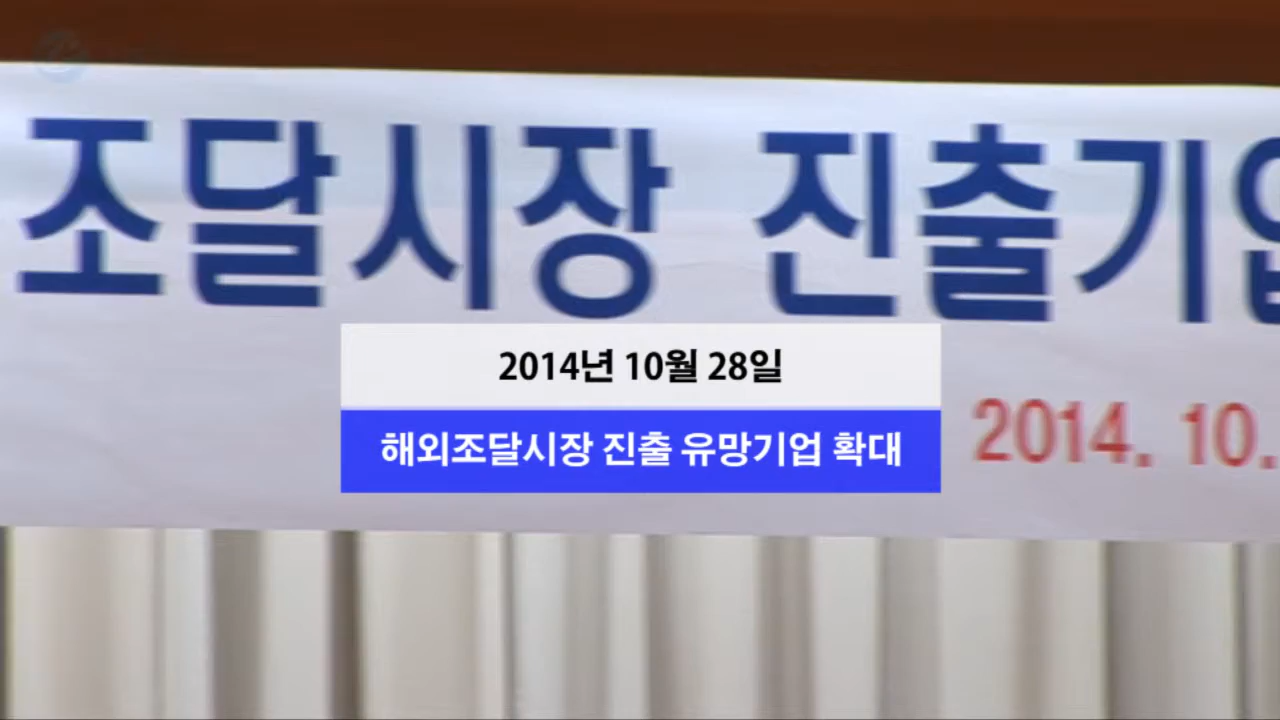 조달시장 진출기업
2014년 10월 28일
해외조달시장 진출 유망기업 확대
2014. 10.